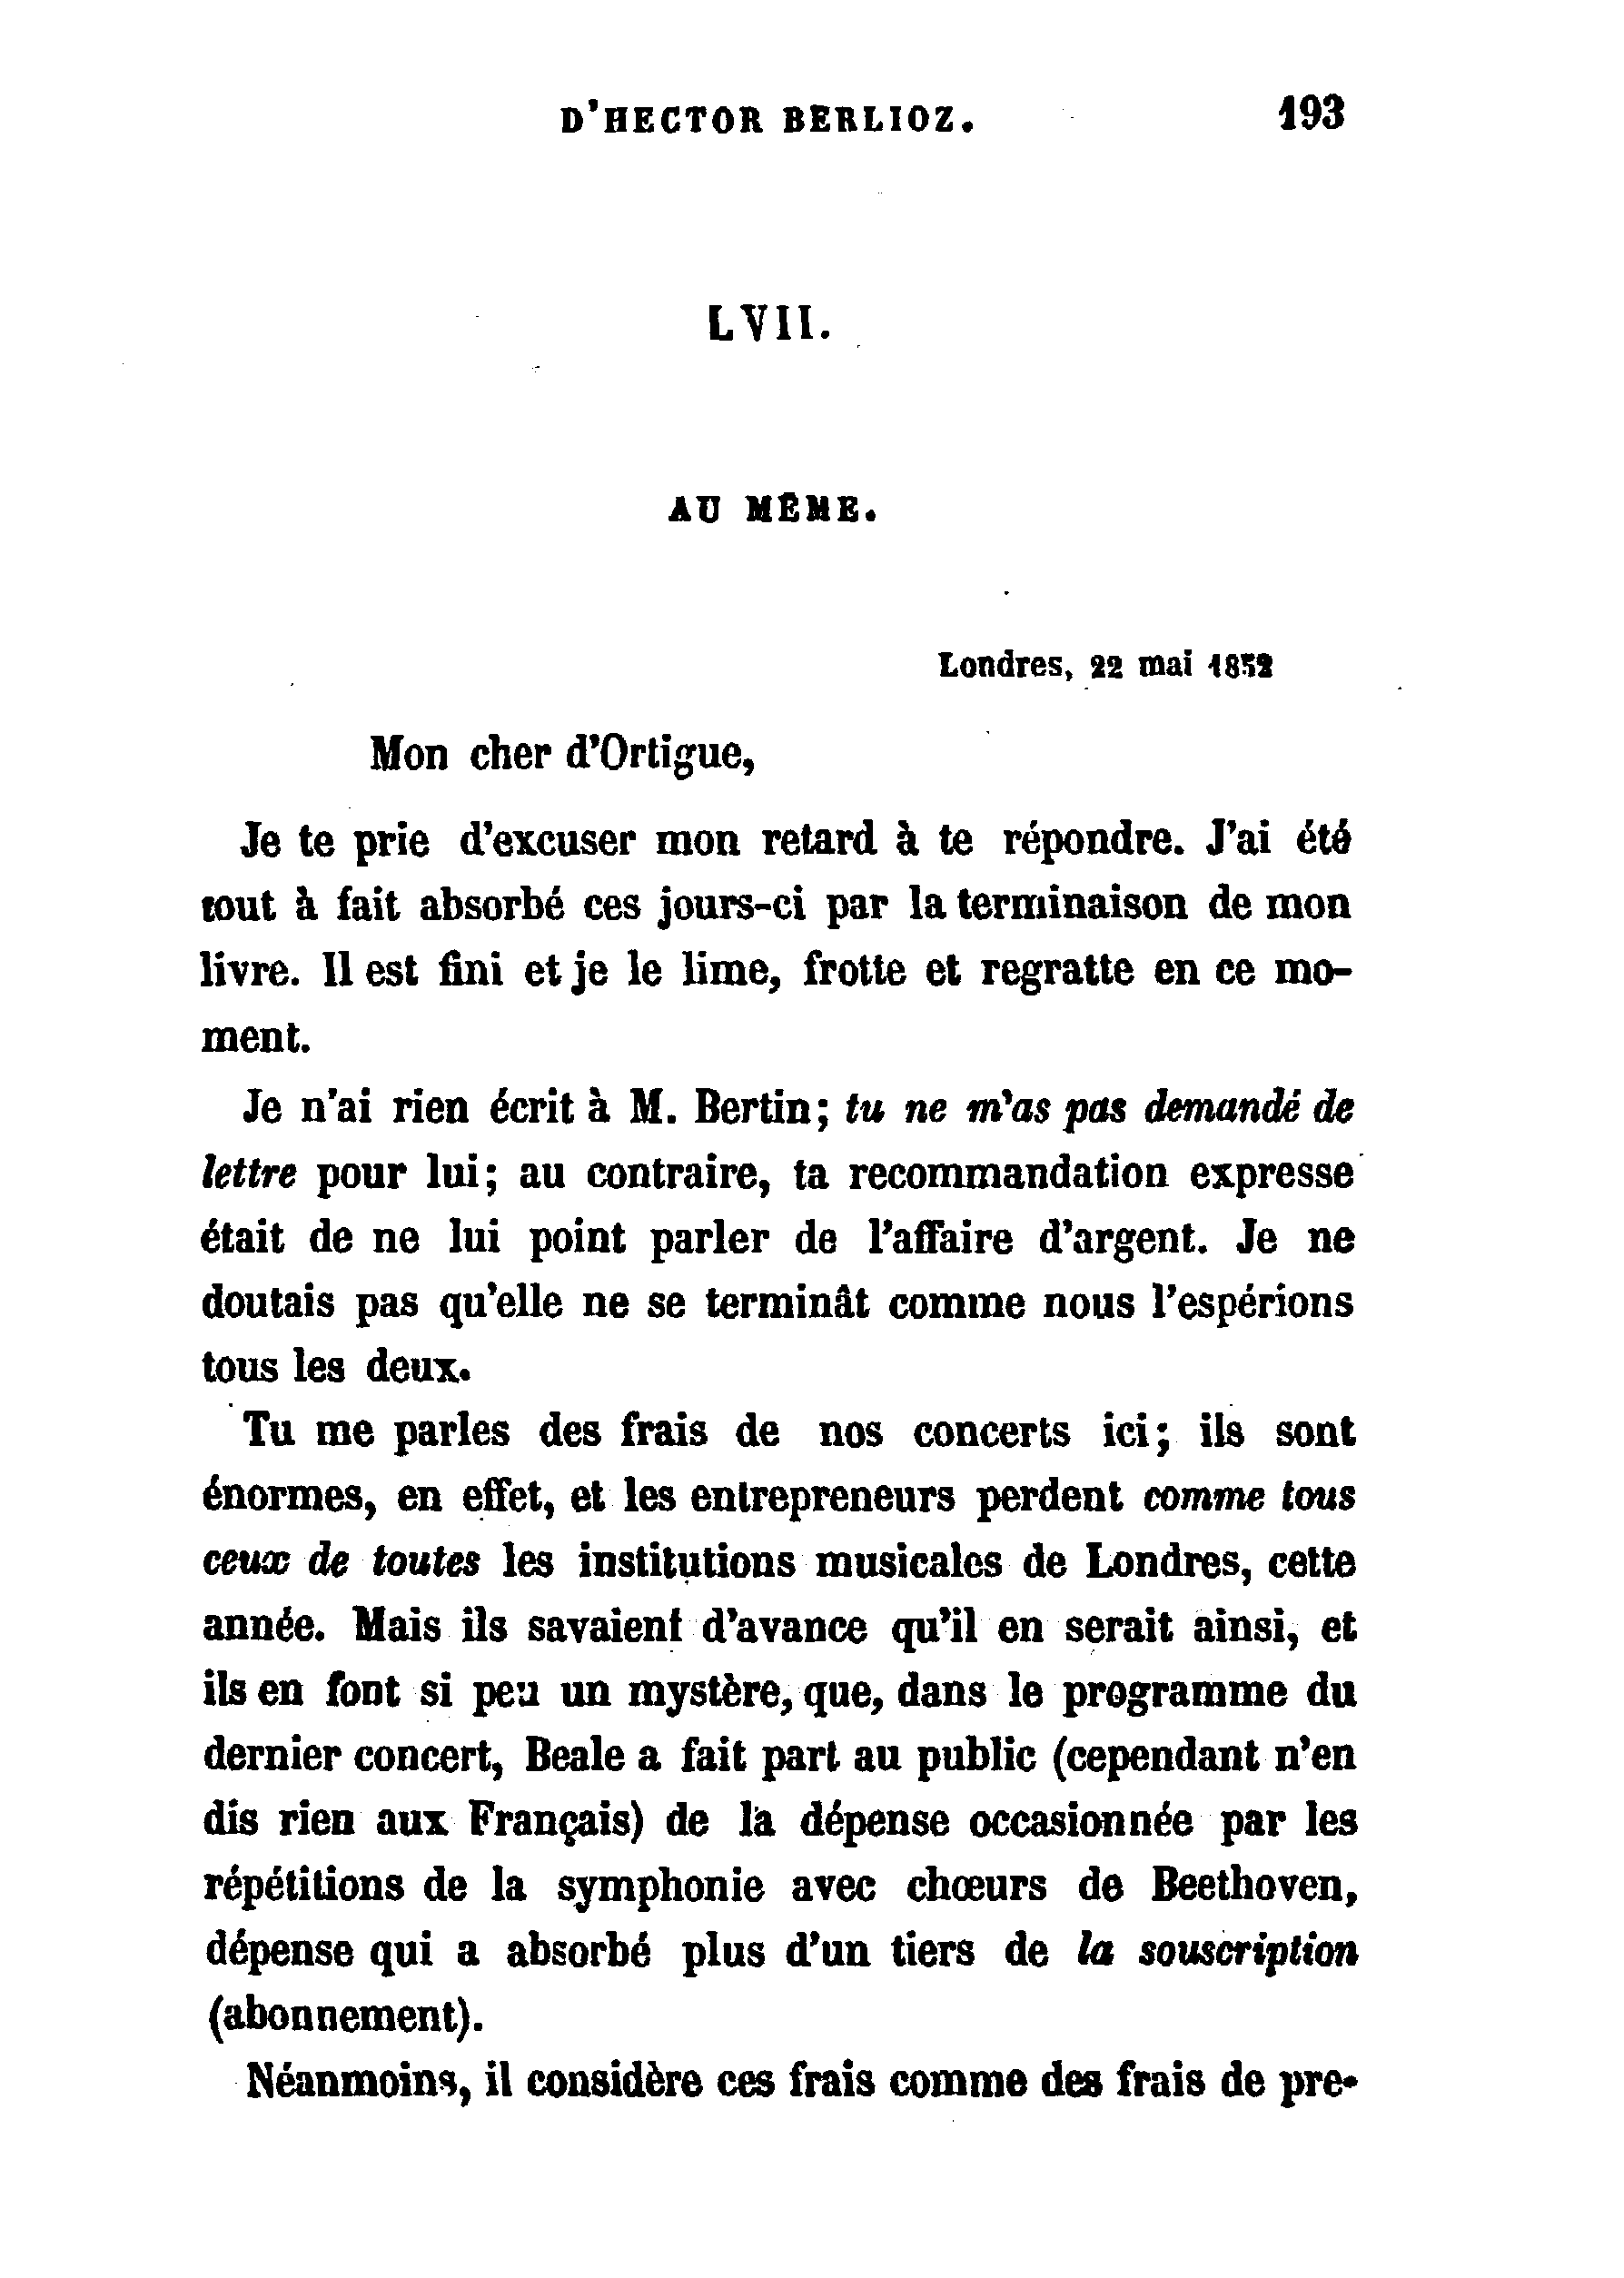 D'HECTOR BERLIOZ. 193
LVII.
AU MÊME.
Londres, 22 mai 1852
Mon cher d'Ortigue,
Je te prie d'excuser mon retard à te répondre. J'ai été
tout à fait absorbé ces jours-ci par la terminaison de mon
livre. Il est fini et je le lime, frotte et regratte en ce mo-
ment.
Je n'ai rien écrit à M. Bertin; tu ne m'as pas demandé de
lettre pour lui; au contraire, ta recommandation expresse
était de ne lui point parler de l'affaire d'argent. Je ne
doutais pas qu'elle ne se terminât comme nous l'espérions
tous les deux.
Tu me parles des frais de nos concerts ici; ils sont
énormes, en effet, et les entrepreneurs perdent comme tous
ceux de toutes les institutions musicales de Londres, cette
année. Mais ils savaient d'avance qu'il en serait ainsi, et
ils en font si peu un mystère, que, dans le programme du
dernier concert, Beale a fait part au public (cependant n'en
dis rien aux Français) de la dépense occasionnée par les
répétitions de la symphonie avec chœurs de Beethoven,
dépense qui a absorbé plus d'un tiers de la souscription
(abonnement).
Néanmoins, il considère ces frais comme des frais de pre-